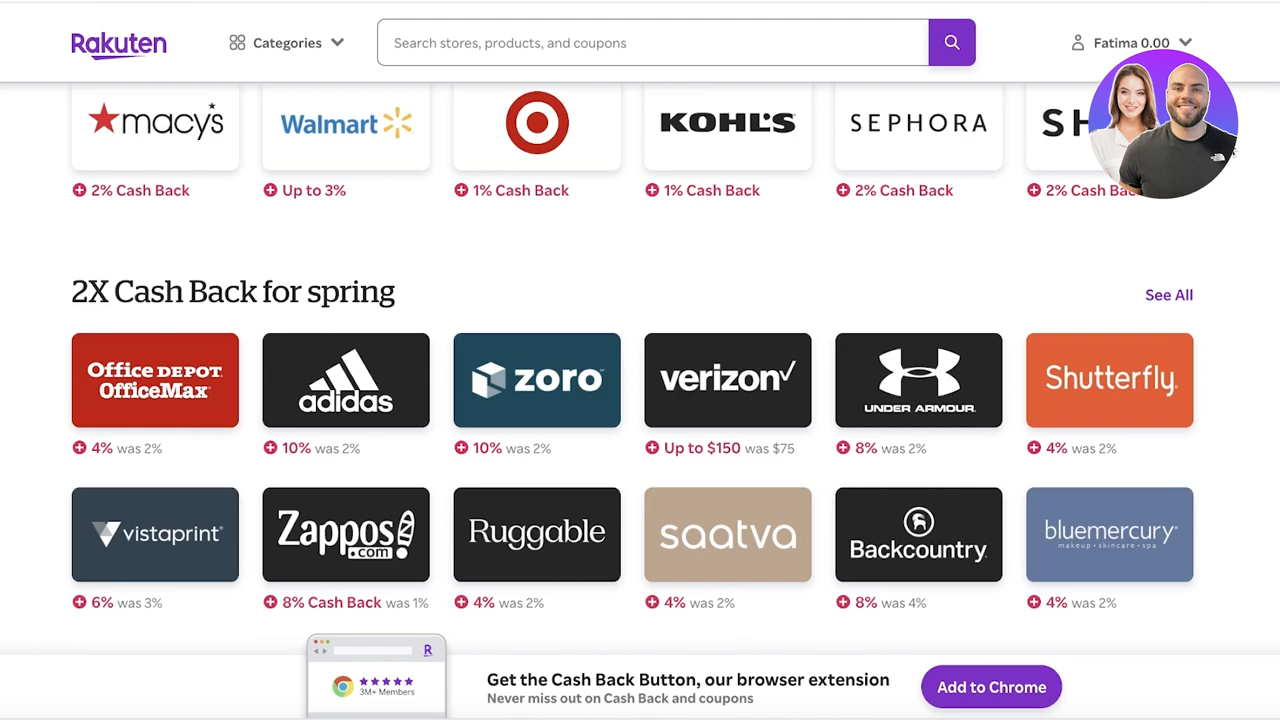 Rakuten
Categories
Search stores, products, and coupons
Fatima 0.00
macy's
Walmart
KOHL'S
SEPHORA
SH
2% Cash Back
Up to 3%
1% Cash Back
1% Cash Back
2% Cash Back
2% Cash Bac
2X Cash Back for spring
See All
Office DEPOT
OfficeMax
adidas
zoro
verizon
UNDER ARMOUR
Shutterfly
4% was 2%
10% was 2%
10% was 2%
Up to $150 was $75
8% was 2%
4% was 2%
vistaprint
Zappos!
.com
Ruggable
saatva
Backcountry
bluemercury
makeup • skincare • spa
6% was 3%
8% Cash Back was 1%
4% was 2%
4% was 2%
8% was 4%
4% was 2%
R
3M+ Members
Get the Cash Back Button, our browser extension
Never miss out on Cash Back and coupons
Add to Chrome